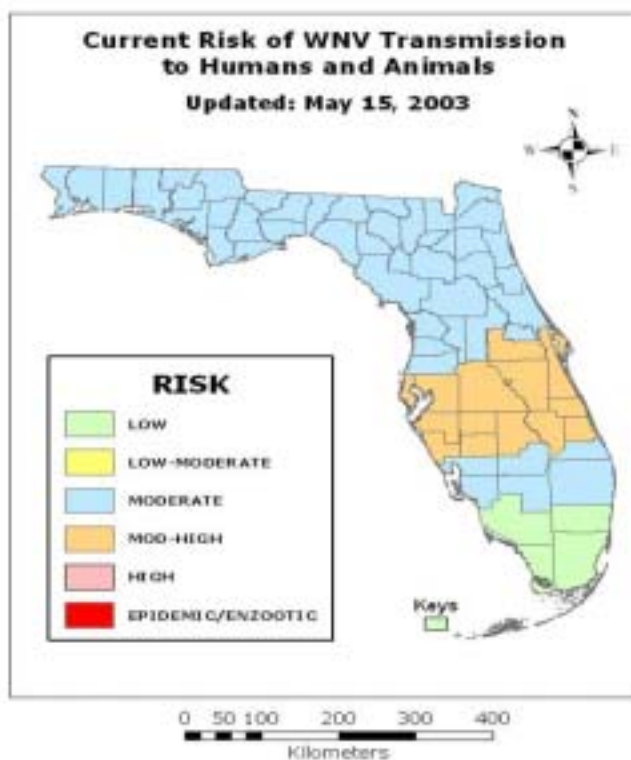 Current Risk of WNV Transmission
to Humans and Animals
Updated: May 15, 2003
N
W E
S
RISK
LOW
LOW-MODERATE
MODERATE
MOD-HIGH
HIGH
EPIDEMIC/ENZOOTIC
Keys
0 50 100 200 300 400
Kilometers